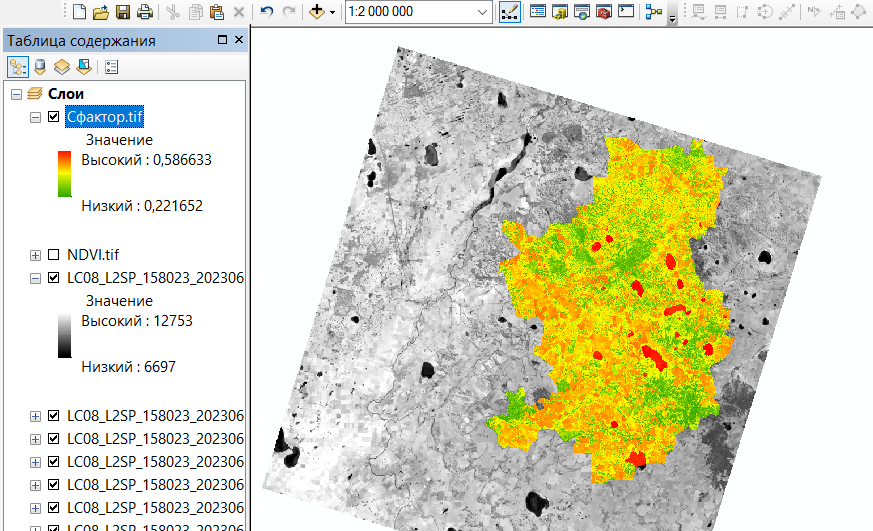 1:2 000 000
Таблица содержания
Слои
Cфактор.tif
Значение
Высокий : 0,586633
Низкий : 0,221652
NDVI.tif
LC08_L2SP_158023_202306
Значение
Высокий : 12753
Низкий : 6697
LC08_L2SP_158023_202306
LC08_L2SP_158023_202306
LC08_L2SP_158023_202306
LC08_L2SP_158023_202306
LC08_L2SP_158023_202306
LC08_L2SP_158023_202306